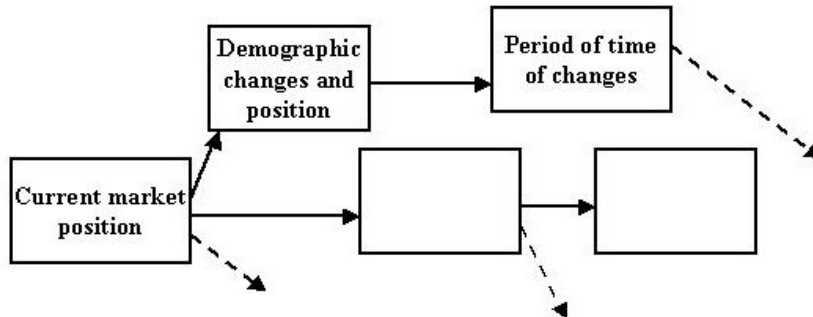 Demographic
changes and
position
Period of time
of changes
Current market
position